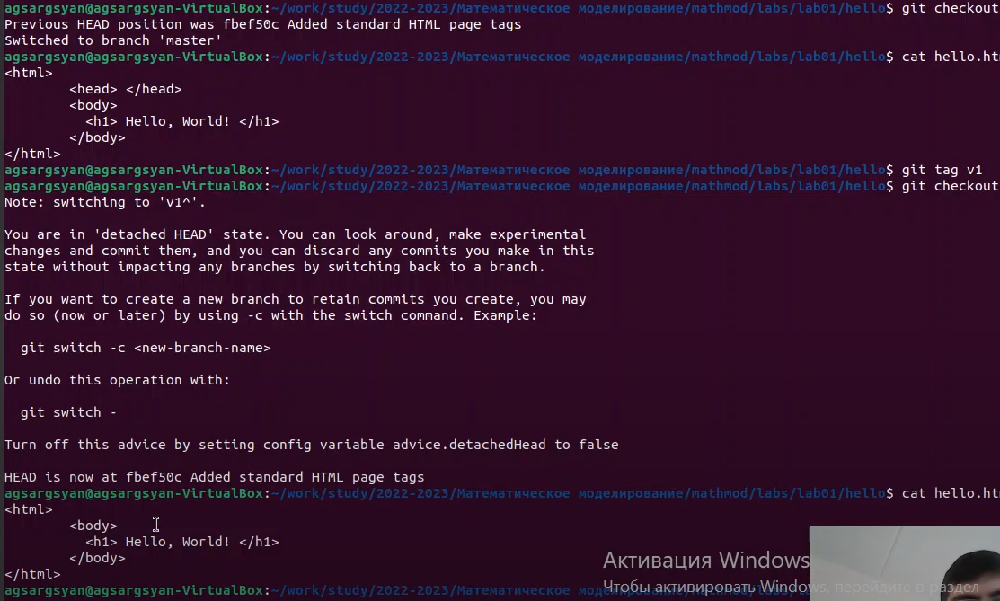 agsargsyan@agsargsyan-VirtualBox:~/work/study/2022-2023/Математическое моделирование/mathmod/labs/lab01/hello$ git checkout
Previous HEAD position was fbef50c Added standard HTML page tags
Switched to branch 'master'
agsargsyan@agsargsyan-VirtualBox:~/work/study/2022-2023/Математическое моделирование/mathmod/labs/lab01/hello$ cat hello.ht
<html>
        <head> </head>
        <body>
          <h1> Hello, World! </h1>
        </body>
</html>
agsargsyan@agsargsyan-VirtualBox:~/work/study/2022-2023/Математическое моделирование/mathmod/labs/lab01/hello$ git tag v1
agsargsyan@agsargsyan-VirtualBox:~/work/study/2022-2023/Математическое моделирование/mathmod/labs/lab01/hello$ git checkout
Note: switching to 'v1^'.

You are in 'detached HEAD' state. You can look around, make experimental
changes and commit them, and you can discard any commits you make in this
state without impacting any branches by switching back to a branch.

If you want to create a new branch to retain commits you create, you may
do so (now or later) by using -c with the switch command. Example:

  git switch -c <new-branch-name>

Or undo this operation with:

  git switch -

Turn off this advice by setting config variable advice.detachedHead to false

HEAD is now at fbef50c Added standard HTML page tags
agsargsyan@agsargsyan-VirtualBox:~/work/study/2022-2023/Математическое моделирование/mathmod/labs/lab01/hello$ cat hello.ht
<html>
        <body>
          <h1> Hello, World! </h1>
        </body>
</html>
agsargsyan@agsargsyan-VirtualBox:~/work/study/2022-2023/Математическое моделирование/mathmod/labs/lab01/hello$
Активация Windows
Чтобы активировать Windows, перейдите в раздел